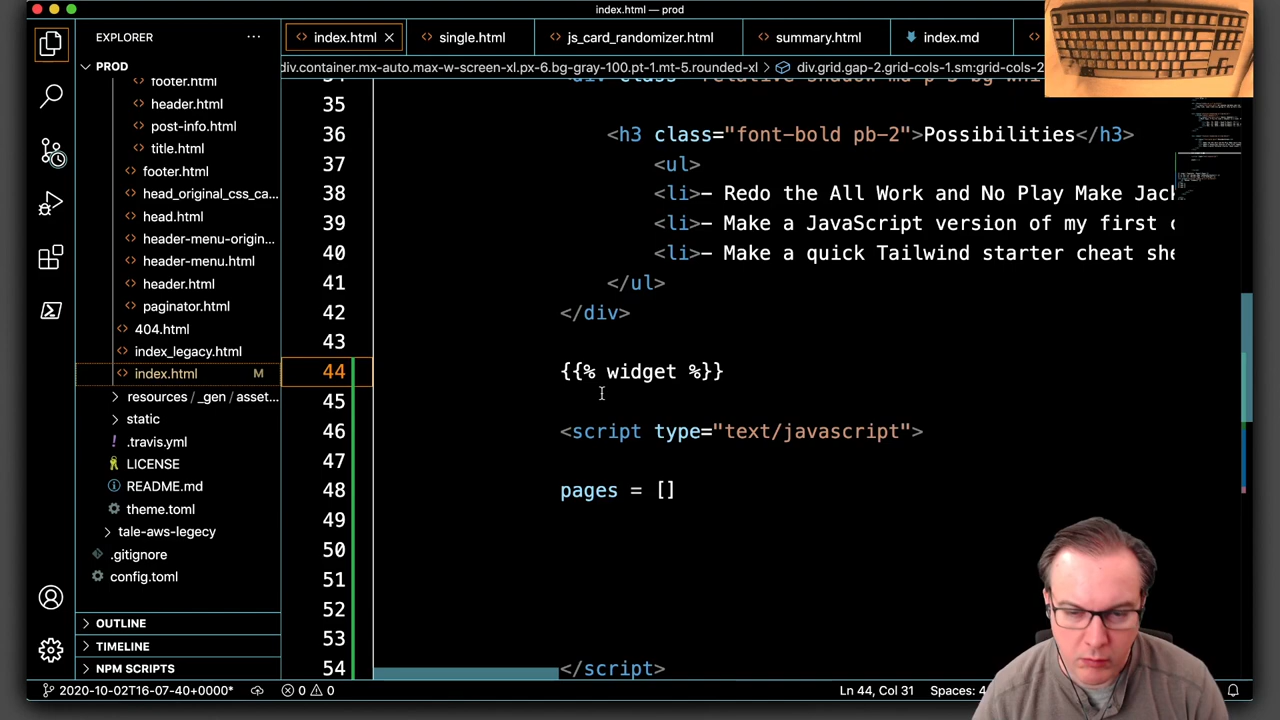 index.html — prod
EXPLORER
index.html
single.html
js_card_randomizer.html
summary.html
index.md
PROD
div.container.mx-auto.max-w-screen-xl.px-6.bg-gray-100.pt-1.mt-5.rounded-xl > div.grid.gap-2.grid-cols-1.sm:grid-cols-2
footer.html
header.html
post-info.html
title.html
footer.html
head_original_css_ca...
head.html
header-menu-origin...
header-menu.html
header.html
paginator.html
404.html
index_legacy.html
index.html M
resources / _gen / asset...
static
.travis.yml
LICENSE
README.md
theme.toml
tale-aws-legecy
.gitignore
config.toml
OUTLINE
TIMELINE
NPM SCRIPTS
35
36 <h3 class="font-bold pb-2">Possibilities</h3>
37 <ul>
38 <li>– Redo the All Work and No Play Make Jack
39 <li>– Make a JavaScript version of my first
40 <li>– Make a quick Tailwind starter cheat she
41 </ul>
42 </div>
43
44 {{% widget %}}
45
46 <script type="text/javascript">
47
48 pages = []
49
50
51
52
53
54 </script>
2020-10-02T16-07-40+0000* 0 0 Ln 44, Col 31 Spaces: 4